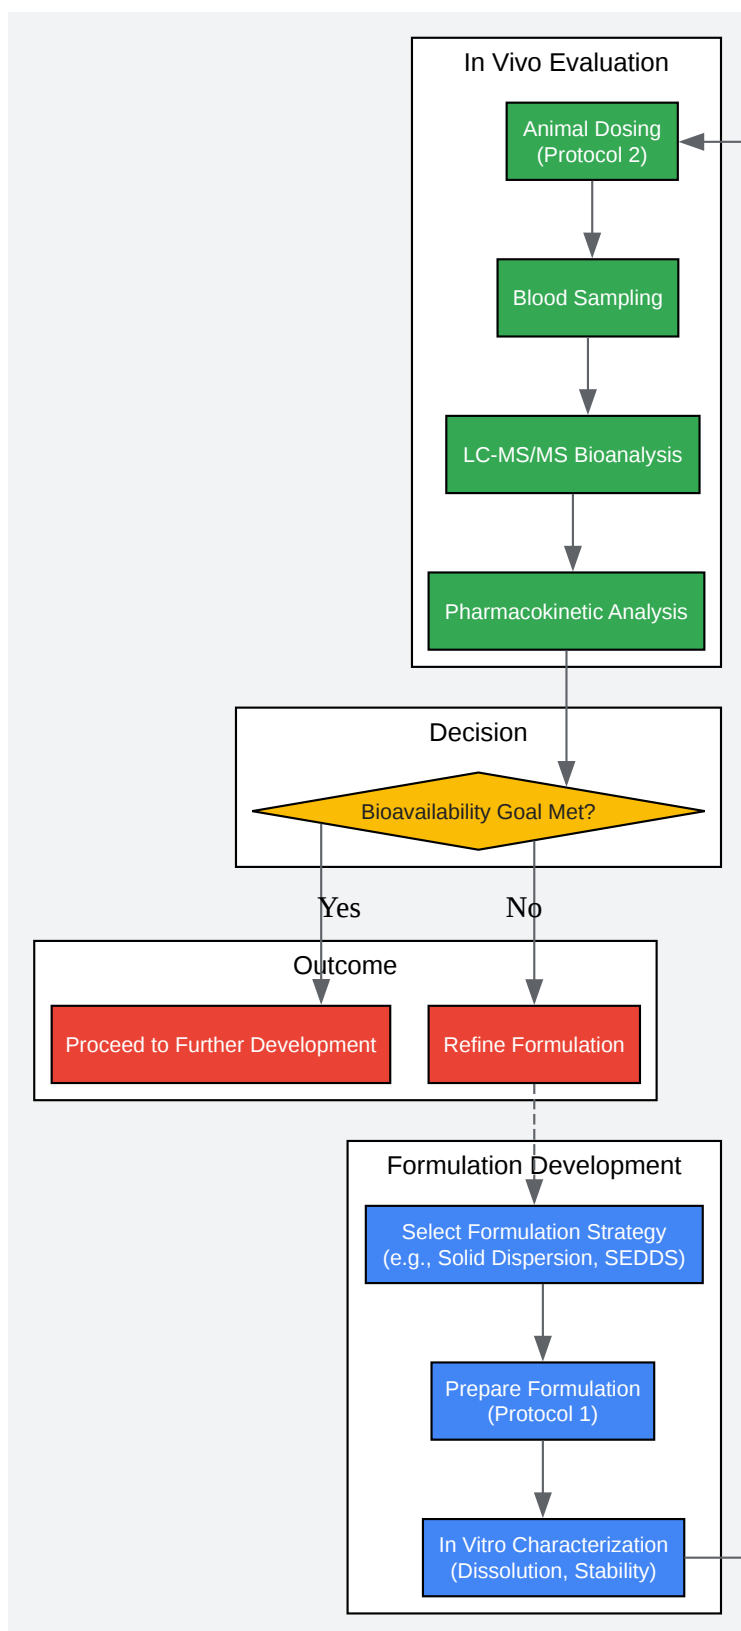 In Vivo Evaluation
Animal Dosing
(Protocol 2)
Blood Sampling
LC-MS/MS Bioanalysis
Pharmacokinetic Analysis
Decision
Bioavailability Goal Met?
Yes
No
Outcome
Proceed to Further Development
Refine Formulation
Formulation Development
Select Formulation Strategy
(e.g., Solid Dispersion, SEDDS)
Prepare Formulation
(Protocol 1)
In Vitro Characterization
(Dissolution, Stability)